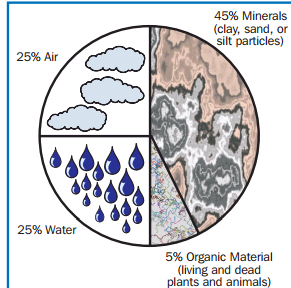 45% Minerals
(clay, sand, or
silt particles)
25% Air
25% Water
5% Organic Material
(living and dead
plants and animals)